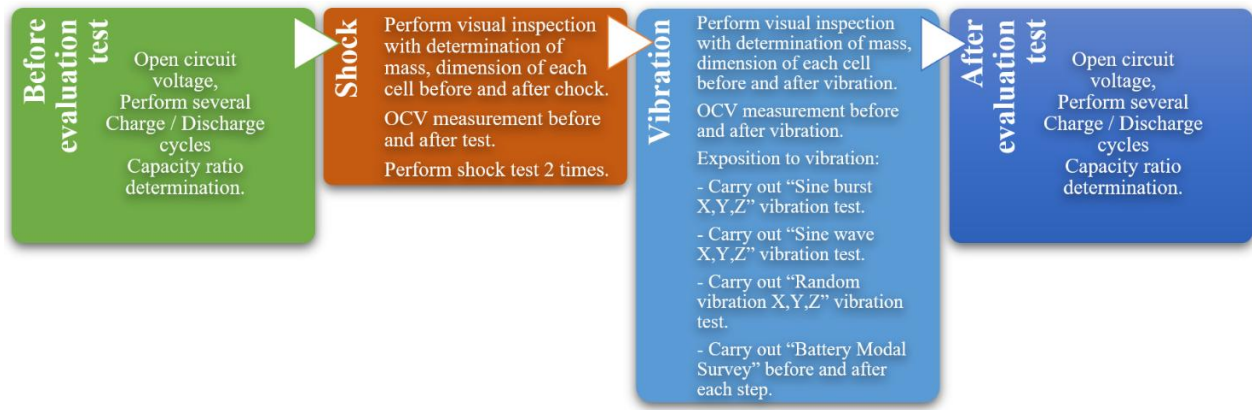 Before
evaluation
test
Open circuit
voltage,
Perform several
Charge / Discharge
cycles
Capacity ratio
determination.
Shock
Perform visual inspection
with determination of
mass, dimension of each
cell before and after chock.
OCV measurement before
and after test.
Perform shock test 2 times.
Vibration
Perform visual inspection
with determination of mass,
dimension of each cell
before and after vibration.
OCV measurement before
and after vibration.
Exposition to vibration:
- Carry out “Sine burst
X,Y,Z” vibration test.
- Carry out “Sine wave
X,Y,Z” vibration test.
- Carry out “Random
vibration X,Y,Z” vibration
test.
- Carry out “Battery Modal
Survey” before and after
each step.
After
evaluation
test
Open circuit
voltage,
Perform several
Charge / Discharge
cycles
Capacity ratio
determination.